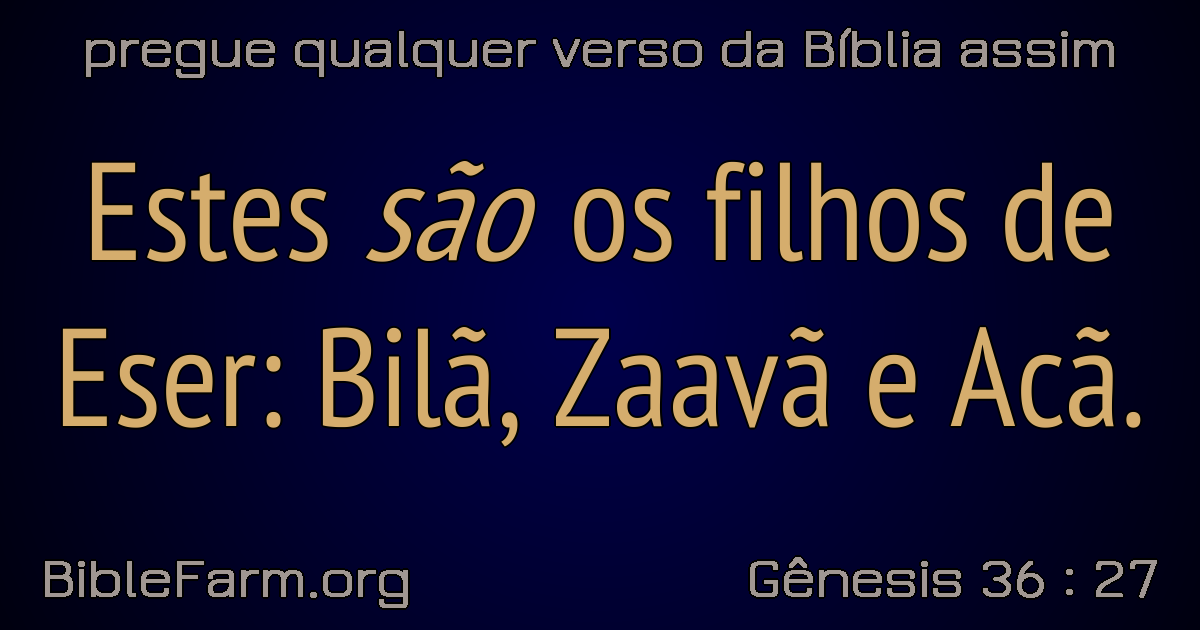 pregue qualquer verso da Bíblia assim
Estes são os filhos de
Eser: Bilã, Zaavã e Acã.
BibleFarm.org
Gênesis 36 : 27